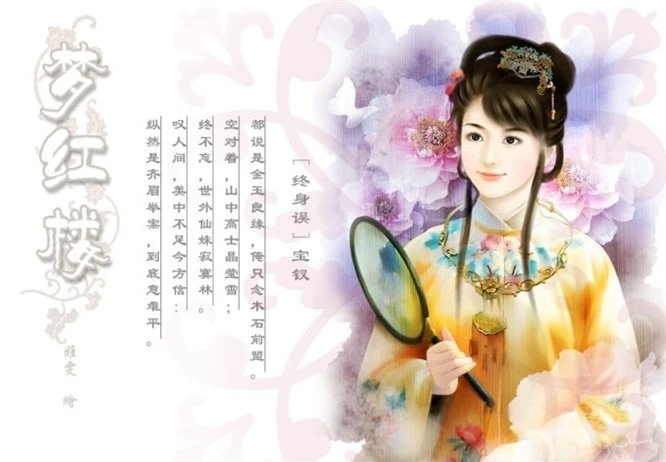 「终身误」宝钗
都说是金玉良缘，俺只念木石前盟。
空对着，山中高士晶莹雪；
终不忘，世外仙姝寂寞林。
叹人间，美中不足今方信：
纵然是齐眉举案，到底意难平。
梦红楼
雅雯 繪